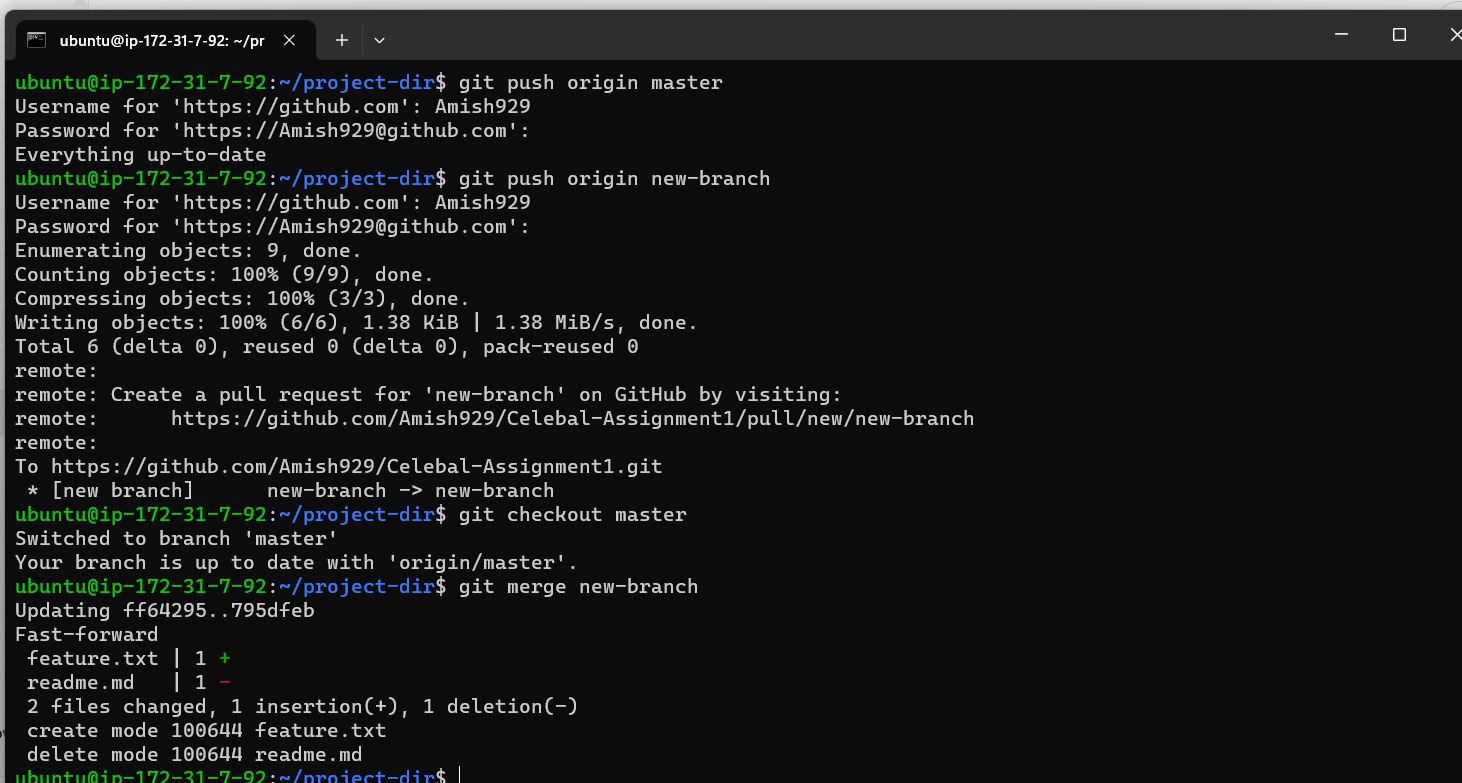 ubuntu@ip-172-31-7-92: ~/pr
ubuntu@ip-172-31-7-92:~/project-dir$ git push origin master
Username for 'https://github.com': Amish929
Password for 'https://Amish929@github.com':
Everything up-to-date
ubuntu@ip-172-31-7-92:~/project-dir$ git push origin new-branch
Username for 'https://github.com': Amish929
Password for 'https://Amish929@github.com':
Enumerating objects: 9, done.
Counting objects: 100% (9/9), done.
Compressing objects: 100% (3/3), done.
Writing objects: 100% (6/6), 1.38 KiB | 1.38 MiB/s, done.
Total 6 (delta 0), reused 0 (delta 0), pack-reused 0
remote:
remote: Create a pull request for 'new-branch' on GitHub by visiting:
remote:      https://github.com/Amish929/Celebal-Assignment1/pull/new/new-branch
remote:
To https://github.com/Amish929/Celebal-Assignment1.git
 * [new branch]      new-branch -> new-branch
ubuntu@ip-172-31-7-92:~/project-dir$ git checkout master
Switched to branch 'master'
Your branch is up to date with 'origin/master'.
ubuntu@ip-172-31-7-92:~/project-dir$ git merge new-branch
Updating ff64295..795dfeb
Fast-forward
 feature.txt | 1 +
 readme.md   | 1 -
 2 files changed, 1 insertion(+), 1 deletion(-)
 create mode 100644 feature.txt
 delete mode 100644 readme.md
ubuntu@ip-172-31-7-92:~/project-dir$